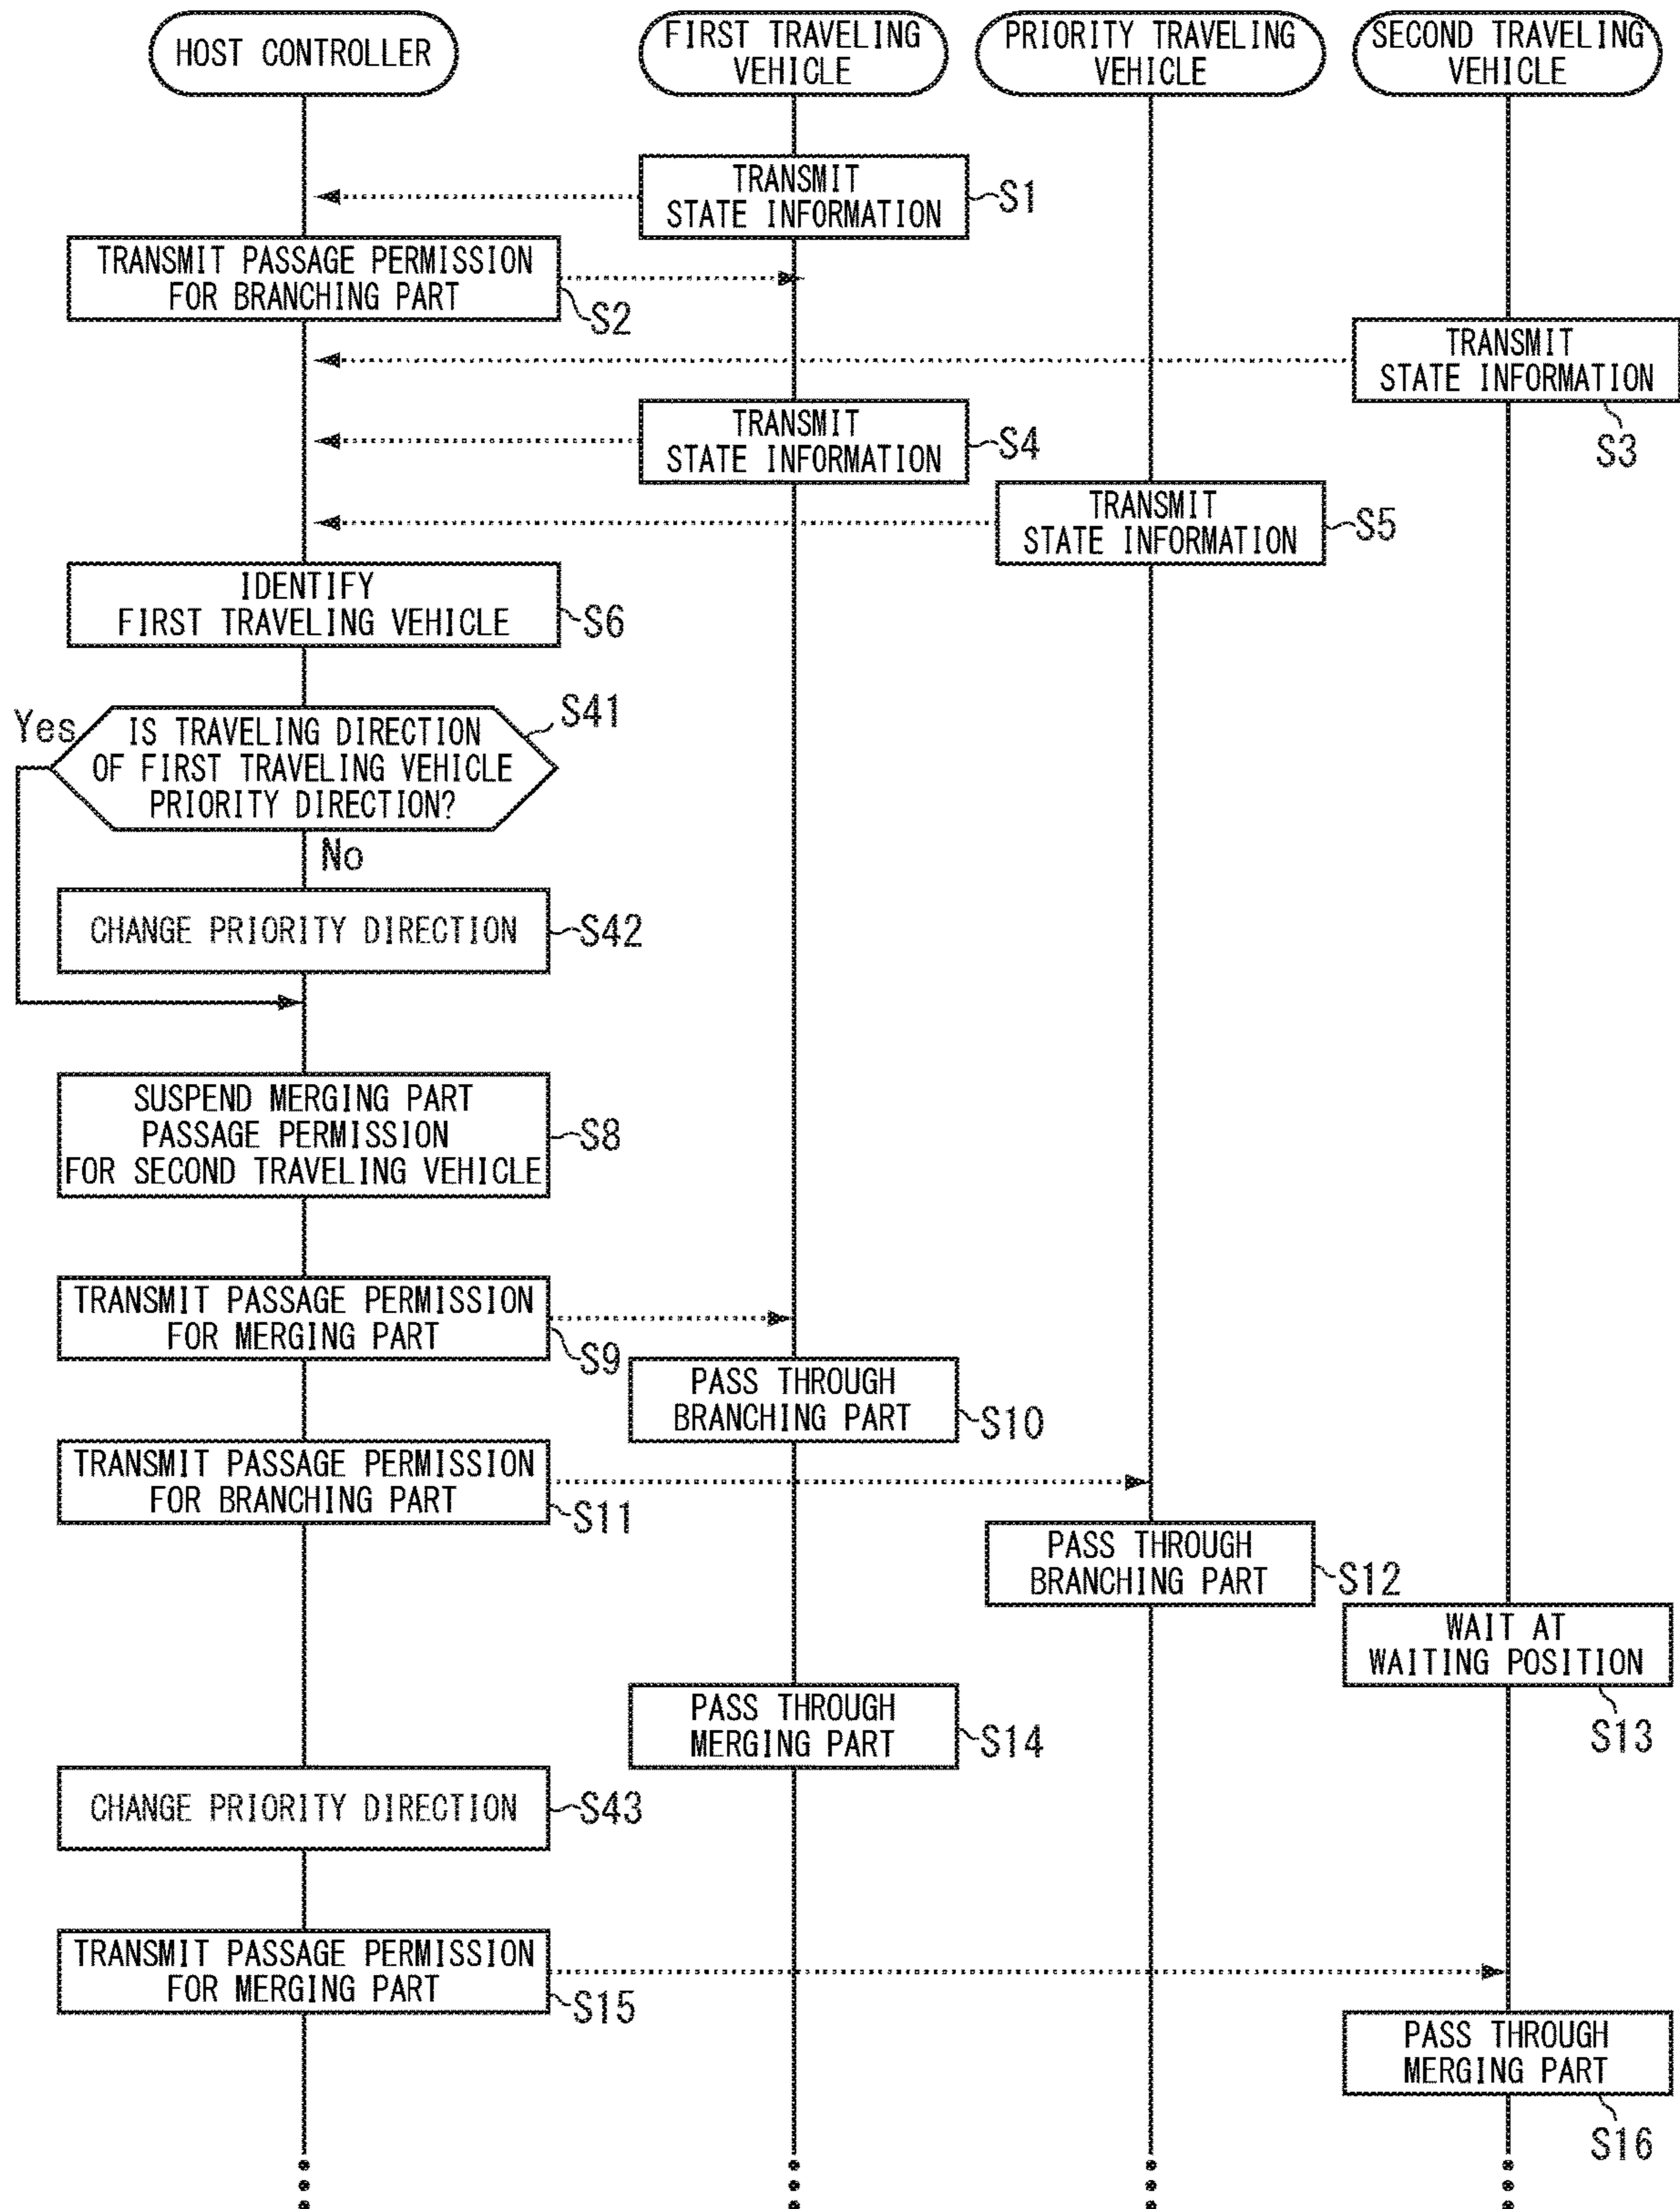 HOST CONTROLLER
FIRST TRAVELING
VEHICLE
PRIORITY TRAVELING
VEHICLE
SECOND TRAVELING
VEHICLE
TRANSMIT
STATE INFORMATION
S1
TRANSMIT PASSAGE PERMISSION
FOR BRANCHING PART
S2
TRANSMIT
STATE INFORMATION
S3
TRANSMIT
STATE INFORMATION
S4
TRANSMIT
STATE INFORMATION
S5
IDENTIFY
FIRST TRAVELING VEHICLE
S6
Yes
IS TRAVELING DIRECTION
OF FIRST TRAVELING VEHICLE
PRIORITY DIRECTION?
S41
No
CHANGE PRIORITY DIRECTION
S42
SUSPEND MERGING PART
PASSAGE PERMISSION
FOR SECOND TRAVELING VEHICLE
S8
TRANSMIT PASSAGE PERMISSION
FOR MERGING PART
S9
PASS THROUGH
BRANCHING PART
S10
TRANSMIT PASSAGE PERMISSION
FOR BRANCHING PART
S11
PASS THROUGH
BRANCHING PART
S12
WAIT AT
WAITING POSITION
S13
PASS THROUGH
MERGING PART
S14
CHANGE PRIORITY DIRECTION
S43
TRANSMIT PASSAGE PERMISSION
FOR MERGING PART
S15
PASS THROUGH
MERGING PART
S16